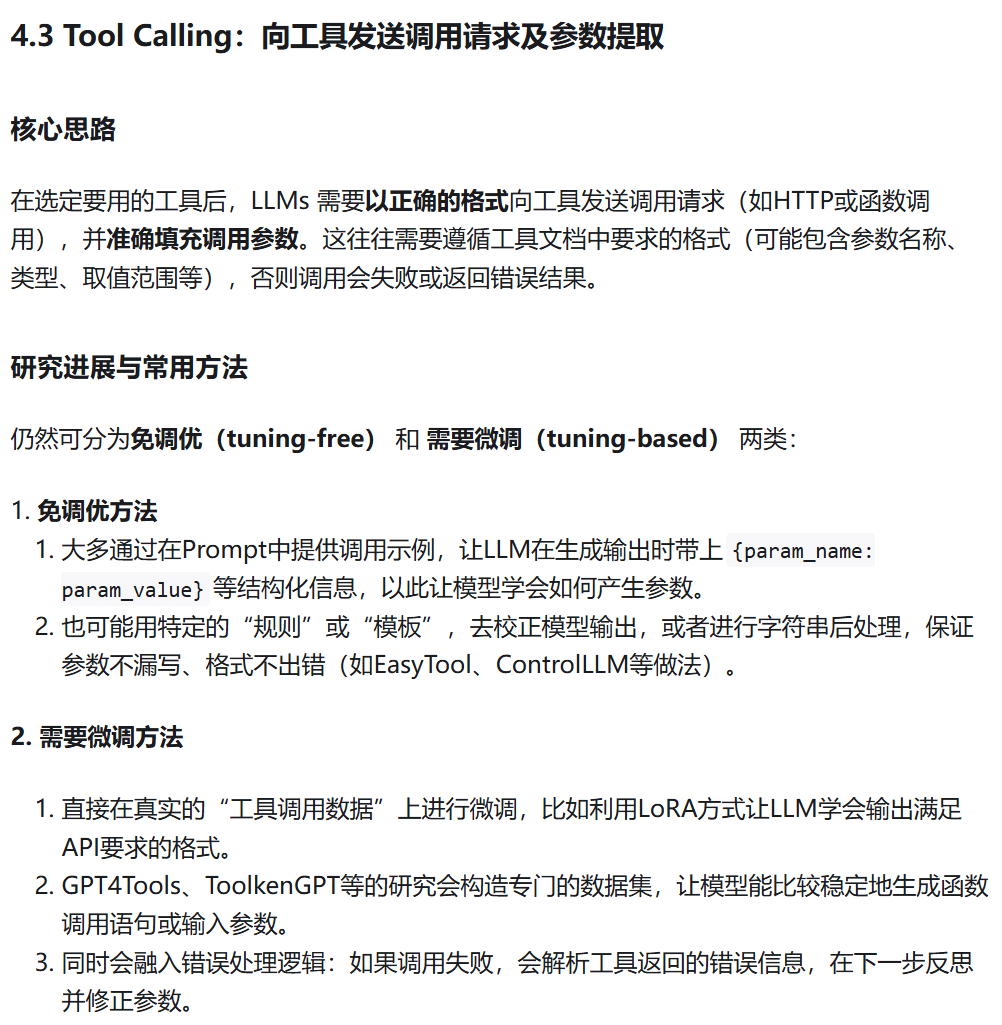 4.3 Tool Calling：向工具发送调用请求及参数提取
核心思路
在选定要用的工具后，LLMs 需要以正确的格式向工具发送调用请求（如HTTP或函数调
用），并准确填充调用参数。这往往需要遵循工具文档中要求的格式（可能包含参数名称、
类型、取值范围等），否则调用会失败或返回错误结果。
研究进展与常用方法
仍然可分为免调优（tuning-free） 和 需要微调（tuning-based） 两类：
1. 免调优方法
1. 大多通过在Prompt中提供调用示例，让LLM在生成输出时带上 {param_name:
param_value} 等结构化信息，以此让模型学会如何产生参数。
2. 也可能用特定的“规则”或“模板”，去校正模型输出，或者进行字符串后处理，保证
参数不漏写、格式不出错（如EasyTool、ControlLLM等做法）。
2. 需要微调方法
1. 直接在真实的“工具调用数据”上进行微调，比如利用LoRA方式让LLM学会输出满足
API要求的格式。
2. GPT4Tools、ToolkenGPT等的研究会构造专门的数据集，让模型能比较稳定地生成函数
调用语句或输入参数。
3. 同时会融入错误处理逻辑：如果调用失败，会解析工具返回的错误信息，在下一步反思
并修正参数。